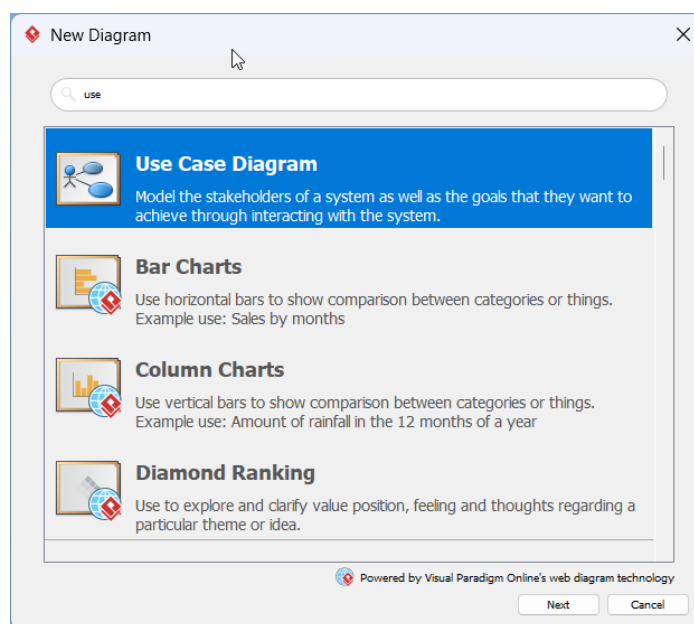 New Diagram
use
Use Case Diagram
Model the stakeholders of a system as well as the goals that they want to
achieve through interacting with the system.
Bar Charts
Use horizontal bars to show comparison between categories or things.
Example use: Sales by months
Column Charts
Use vertical bars to show comparison between categories or things.
Example use: Amount of rainfall in the 12 months of a year
Diamond Ranking
Use to explore and clarify value position, feeling and thoughts regarding a
particular theme or idea.
Powered by Visual Paradigm Online's web diagram technology
Next Cancel